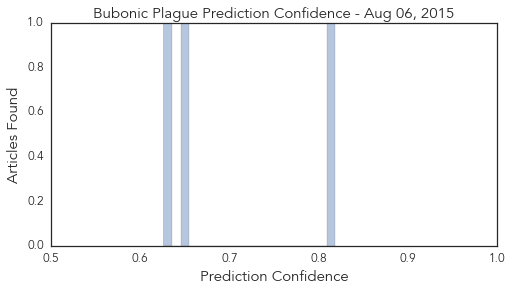 Bubonic Plague Prediction Confidence - Aug 06, 2015
1.0
0.8
0.6
0.4
0.2
0.0
Articles Found
0.5 0.6 0.7 0.8 0.9 1.0
Prediction Confidence